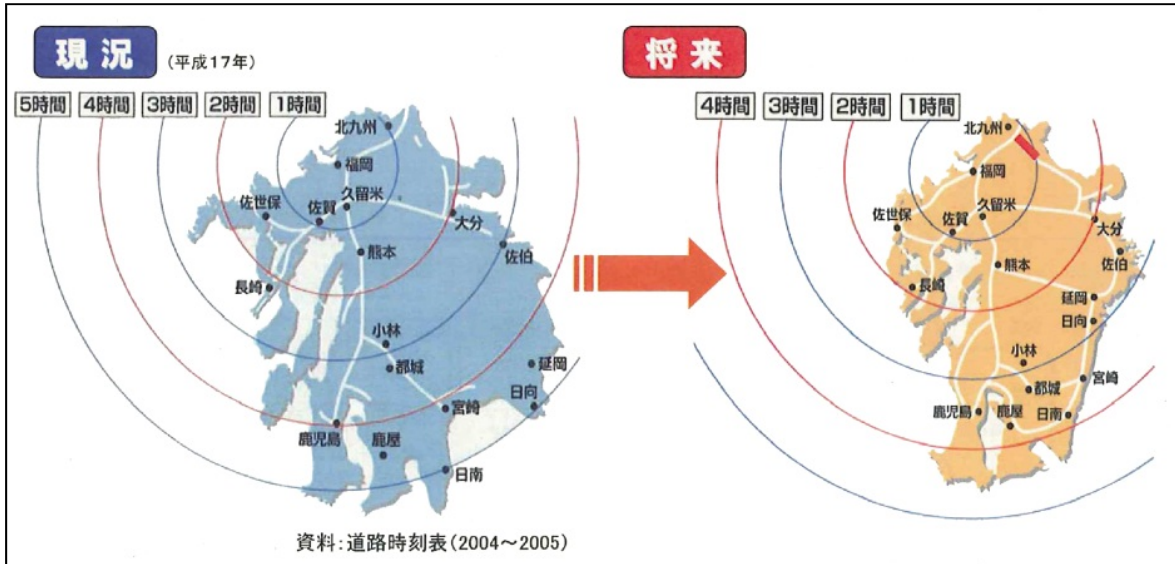 現況
(平成17年)
5時間
4時間
3時間
2時間
1時間
北九州
福岡
久留米
佐世保
佐賀
大分
熊本
佐伯
長崎
小林
都城
延岡
日向
宮崎
鹿児島
鹿屋
日南
資料:道路時刻表(2004～2005)
将来
4時間
3時間
2時間
1時間
北九州
福岡
久留米
佐世保
佐賀
大分
熊本
佐伯
長崎
延岡
日向
小林
都城
宮崎
鹿児島
鹿屋
日南